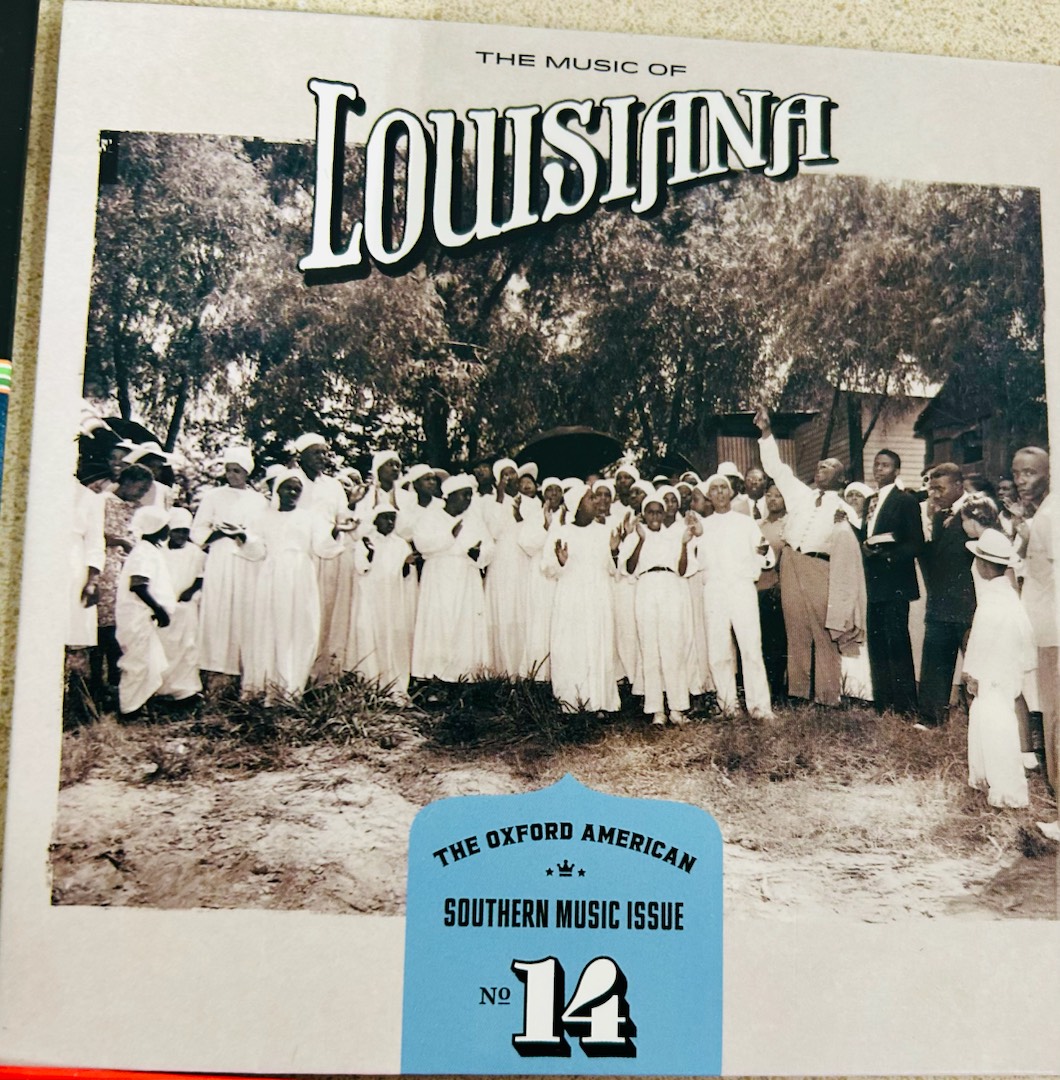 THE MUSIC OF
LOUISIANA
THE OXFORD AMERICAN
SOUTHERN MUSIC ISSUE
Nº 14